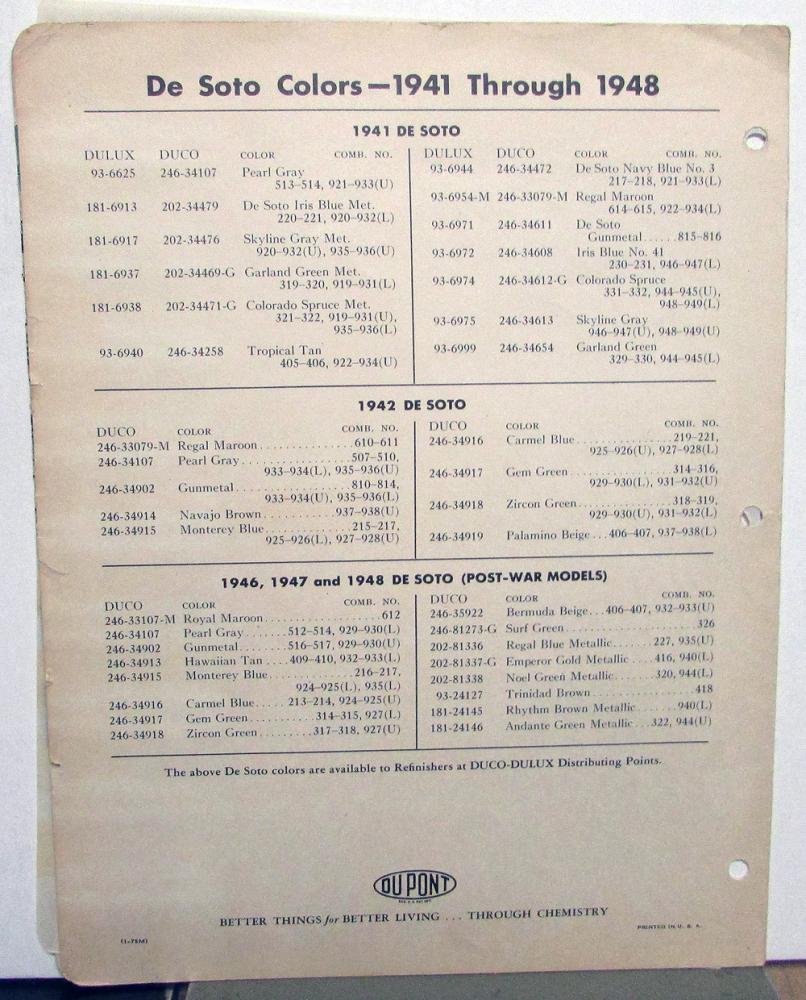 De Soto Colors—1941 Through 1948
1941 DE SOTO
DULUX DUCO COLOR COMB. NO.
93-6625 246-34107 Pearl Gray
513–514, 921–933(U)
181-6913 202-34479 De Soto Iris Blue Met.
220–221, 920–932(L)
181-6917 202-34476 Skyline Gray Met.
920–932(U), 935–936(U)
181-6937 202-34469-G Garland Green Met.
319–320, 919–931(L)
181-6938 202-34471-G Colorado Spruce Met.
321–322, 919–931(U),
935–936(L)
93-6940 246-34258 Tropical Tan
405–406, 922–934(U)
DULUX DUCO COLOR COMB. NO.
93-6944 246-34472 De Soto Navy Blue No. 3
217–218, 921–933(L)
93-6954-M 246-33079-M Regal Maroon
614–615, 922–934(L)
93-6971 246-34611 De Soto
Gunmetal......815–816
93-6972 246-34608 Iris Blue No. 41
230–231, 946–947(L)
93-6974 246-34612-G Colorado Spruce
331–332, 944–945(U),
948–949(L)
93-6975 246-34613 Skyline Gray
946–947(U), 948–949(U)
93-6999 246-34654 Garland Green
329–330, 944–945(L)
1942 DE SOTO
DUCO COLOR COMB. NO.
246-33079-M Regal Maroon...............610–611
246-34107 Pearl Gray..................507–510,
933–934(L), 935–936(U)
246-34902 Gunmetal..................810–814,
933–934(U), 935–936(L)
246-34914 Navajo Brown...........937–938(U)
246-34915 Monterey Blue..............215–217,
925–926(L), 927–928(U)
DUCO COLOR COMB. NO.
246-34916 Carmel Blue...............219–221,
925–926(U), 927–928(L)
246-34917 Gem Green................314–316,
929–930(L), 931–932(U)
246-34918 Zircon Green..............318–319,
929–930(U), 931–932(L)
246-34919 Palamino Beige...406–407, 937–938(L)
1946, 1947 and 1948 DE SOTO (POST-WAR MODELS)
DUCO COLOR COMB. NO.
246-33107-M Royal Maroon..................612
246-34107 Pearl Gray.......512–514, 929–930(L)
246-34902 Gunmetal........516–517, 929–930(U)
246-34913 Hawaiian Tan....409–410, 932–933(L)
246-34915 Monterey Blue..............216–217,
924–925(L), 935(L)
246-34916 Carmel Blue.....213–214, 924–925(U)
246-34917 Gem Green...........314–315, 927(L)
246-34918 Zircon Green.........317–318, 927(U)
DUCO COLOR COMB. NO.
246-35922 Bermuda Beige...406–407, 932–933(U)
246-81273-G Surf Green......................326
202-81336 Regal Blue Metallic.......227, 935(U)
202-81337-G Emperor Gold Metallic....416, 940(L)
202-81338 Noel Green Metallic.......320, 944(L)
93-24127 Trinidad Brown.................418
181-24145 Rhythm Brown Metallic.......940(L)
181-24146 Andante Green Metallic...322, 944(U)
The above De Soto colors are available to Refinishers at DUCO-DULUX Distributing Points.
DU PONT
REG. U.S. PAT. OFF.
BETTER THINGS for BETTER LIVING ... THROUGH CHEMISTRY
(1-75M)
PRINTED IN U. S. A.